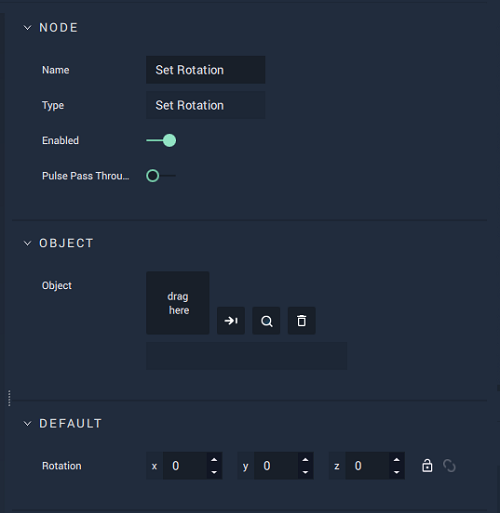 NODE
Name Set Rotation
Type Set Rotation
Enabled
Pulse Pass Throu...
OBJECT
Object
drag
here
DEFAULT
Rotation x 0 y 0 z 0